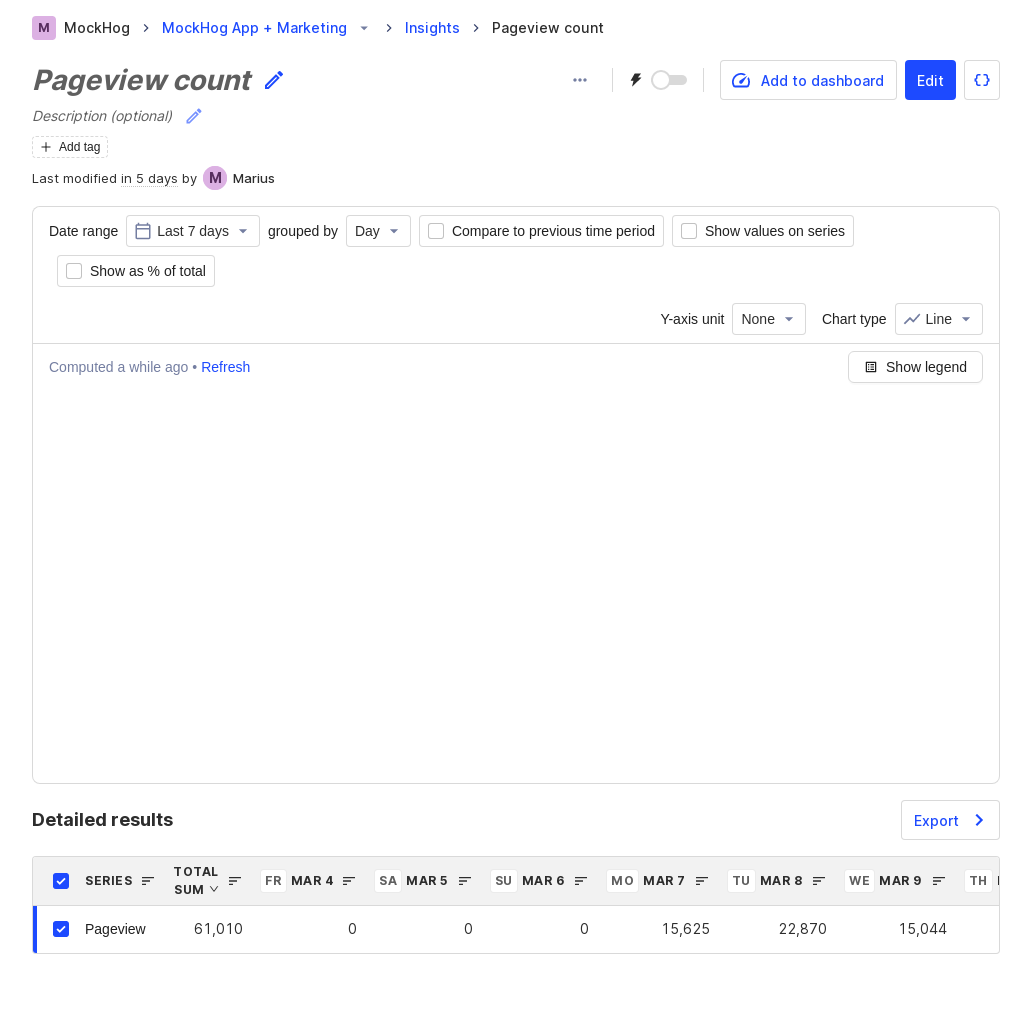 M MockHog MockHog App + Marketing Insights Pageview count
Pageview count
Add to dashboard Edit
Description (optional)
Add tag
Last modified in 5 days by M Marius
Date range Last 7 days grouped by Day Compare to previous time period Show values on series
Show as % of total
Y-axis unit None Chart type Line
Computed a while ago • Refresh Show legend
Detailed results Export
SERIES TOTAL SUM FR MAR 4 SA MAR 5 SU MAR 6 MO MAR 7 TU MAR 8 WE MAR 9 TH
Pageview 61,010 0 0 0 15,625 22,870 15,044